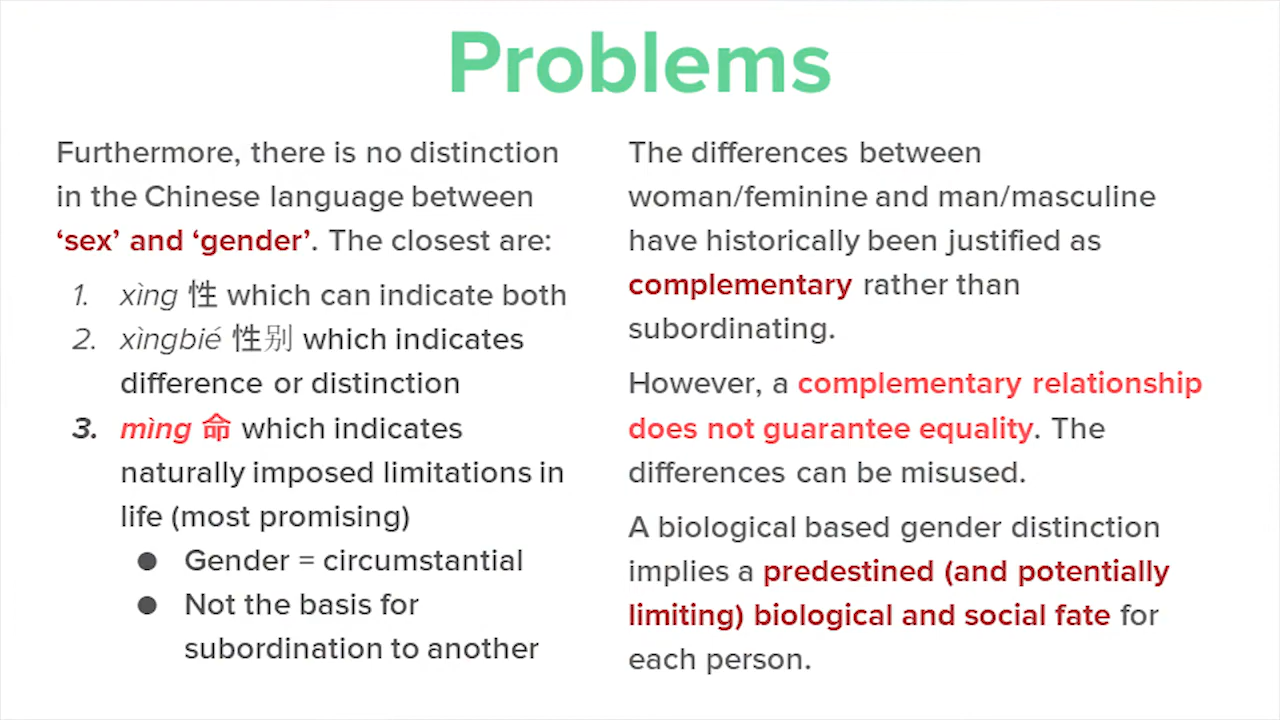 Problems
Furthermore, there is no distinction
in the Chinese language between
‘sex’ and ‘gender’. The closest are:
1. xìng 性 which can indicate both
2. xìngbié 性别 which indicates
difference or distinction
3. mìng 命 which indicates
naturally imposed limitations in
life (most promising)
● Gender = circumstantial
● Not the basis for
subordination to another
The differences between
woman/feminine and man/masculine
have historically been justified as
complementary rather than
subordinating.
However, a complementary relationship
does not guarantee equality. The
differences can be misused.
A biological based gender distinction
implies a predestined (and potentially
limiting) biological and social fate for
each person.